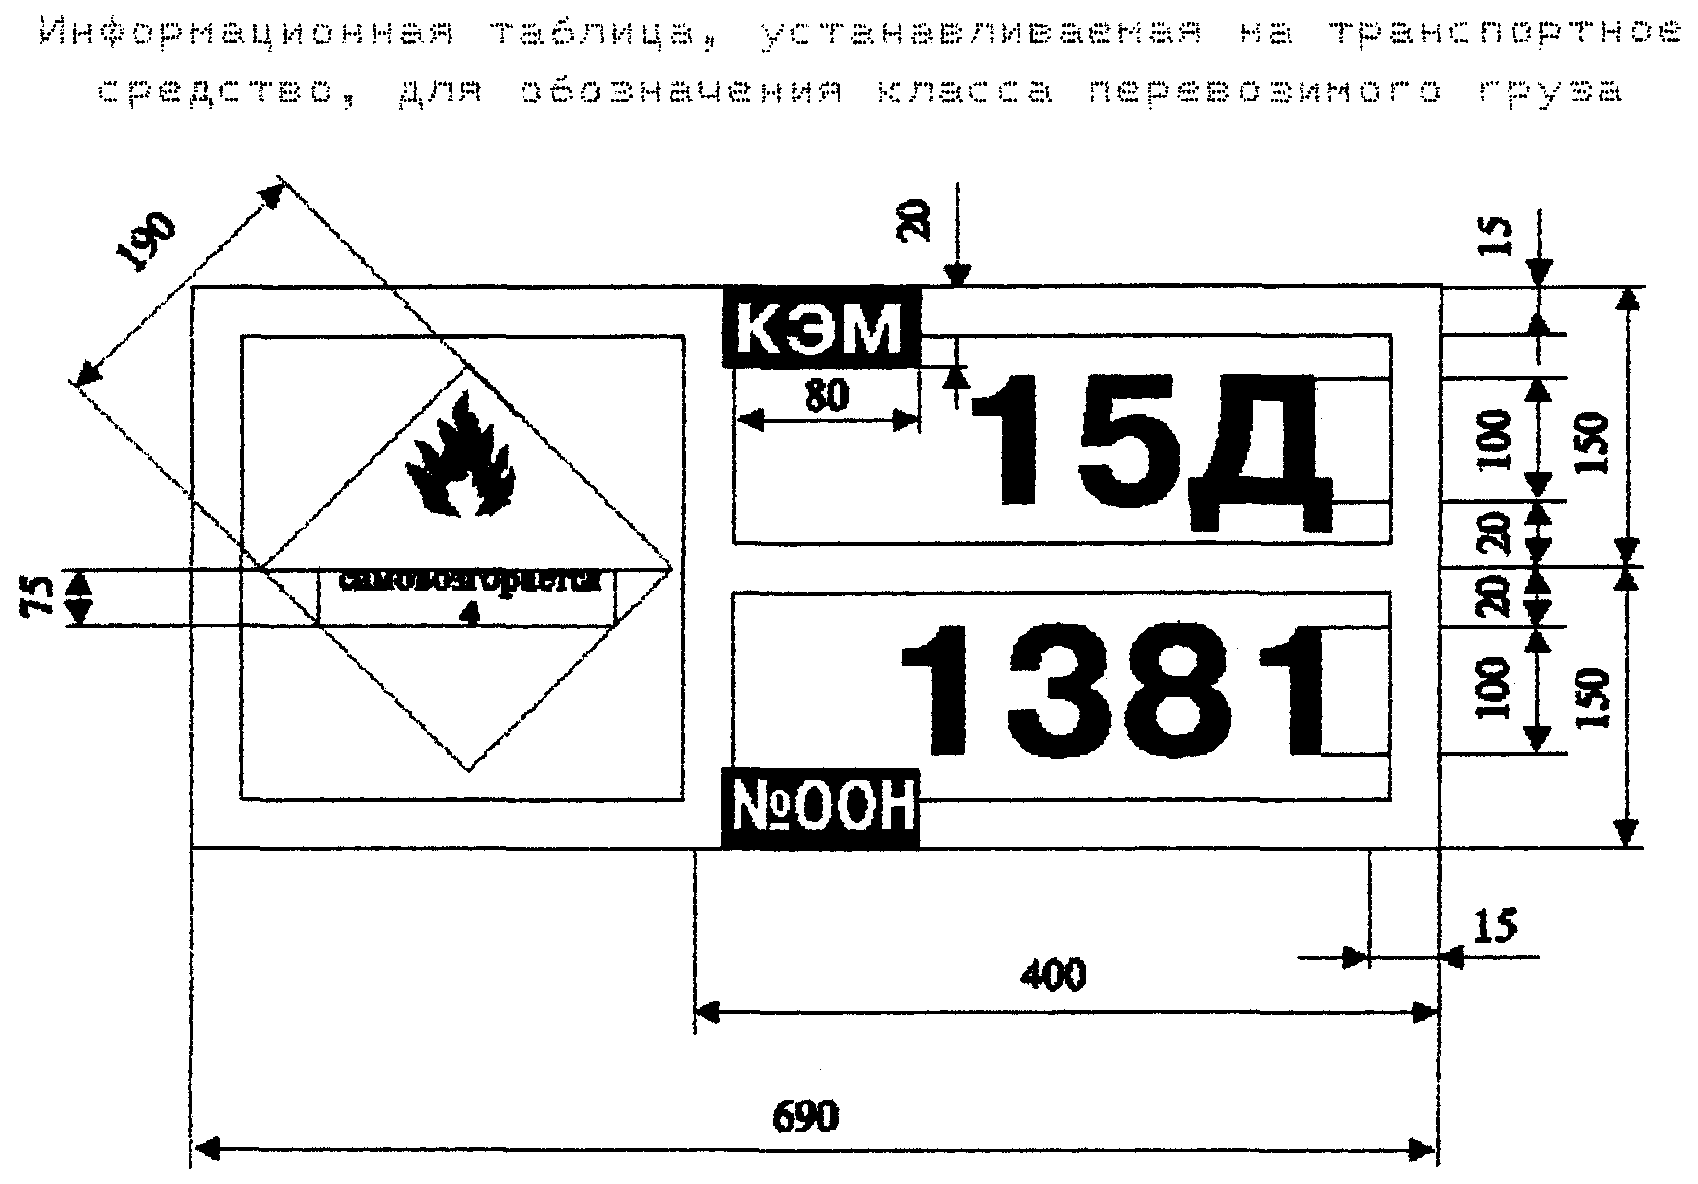 Информационная таблица, устанавливаемая на транспортное
средство, для обозначения класса перевозимого груза
190
20
15
КЭМ
80
15Д
100
150
20
75
самовозгорается
4
20
1381
100
150
№ООН
15
400
690